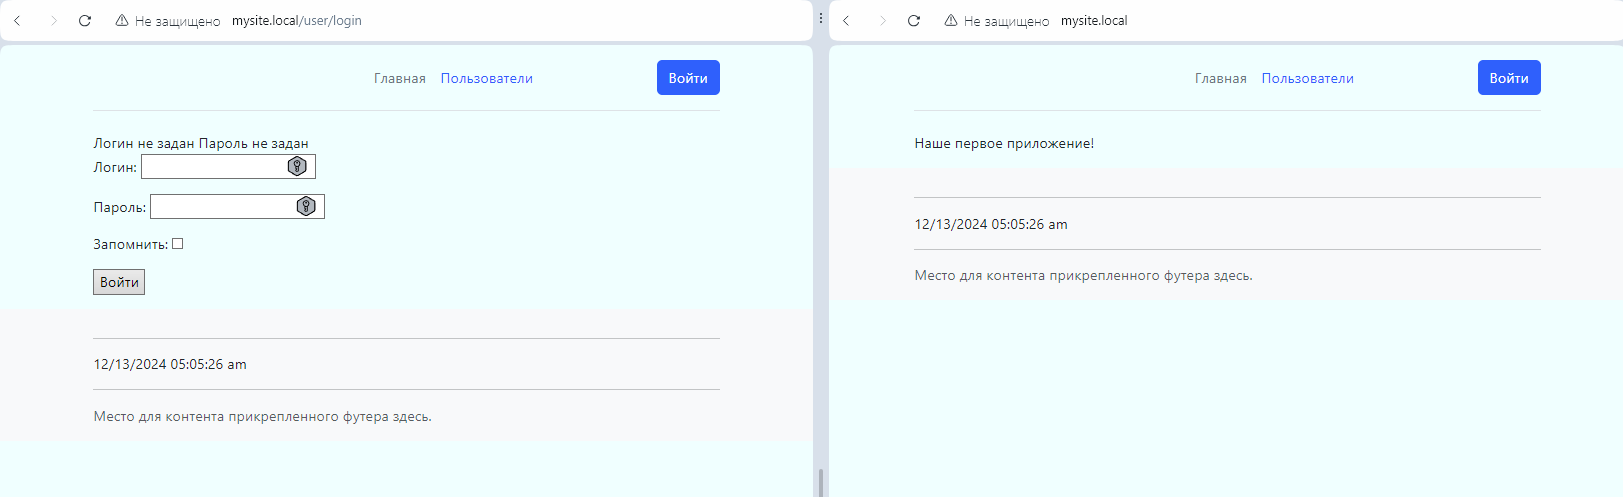 Не защищено mysite.local/user/login
Главная Пользователи Войти
Логин не задан Пароль не задан
Логин:
Пароль:
Запомнить:
Войти
12/13/2024 05:05:26 am
Место для контента прикрепленного футера здесь.
Не защищено mysite.local
Главная Пользователи Войти
Наше первое приложение!
12/13/2024 05:05:26 am
Место для контента прикрепленного футера здесь.